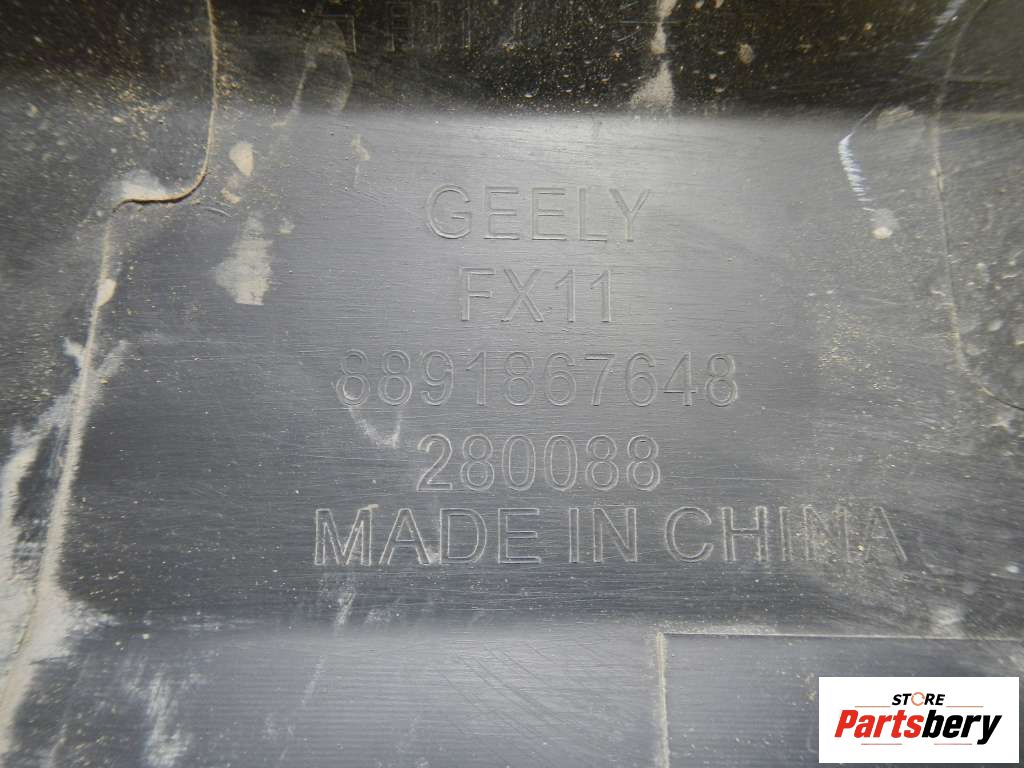 GEELY
FX11
8891867648
280088
MADE IN CHINA
STORE
Partsbery